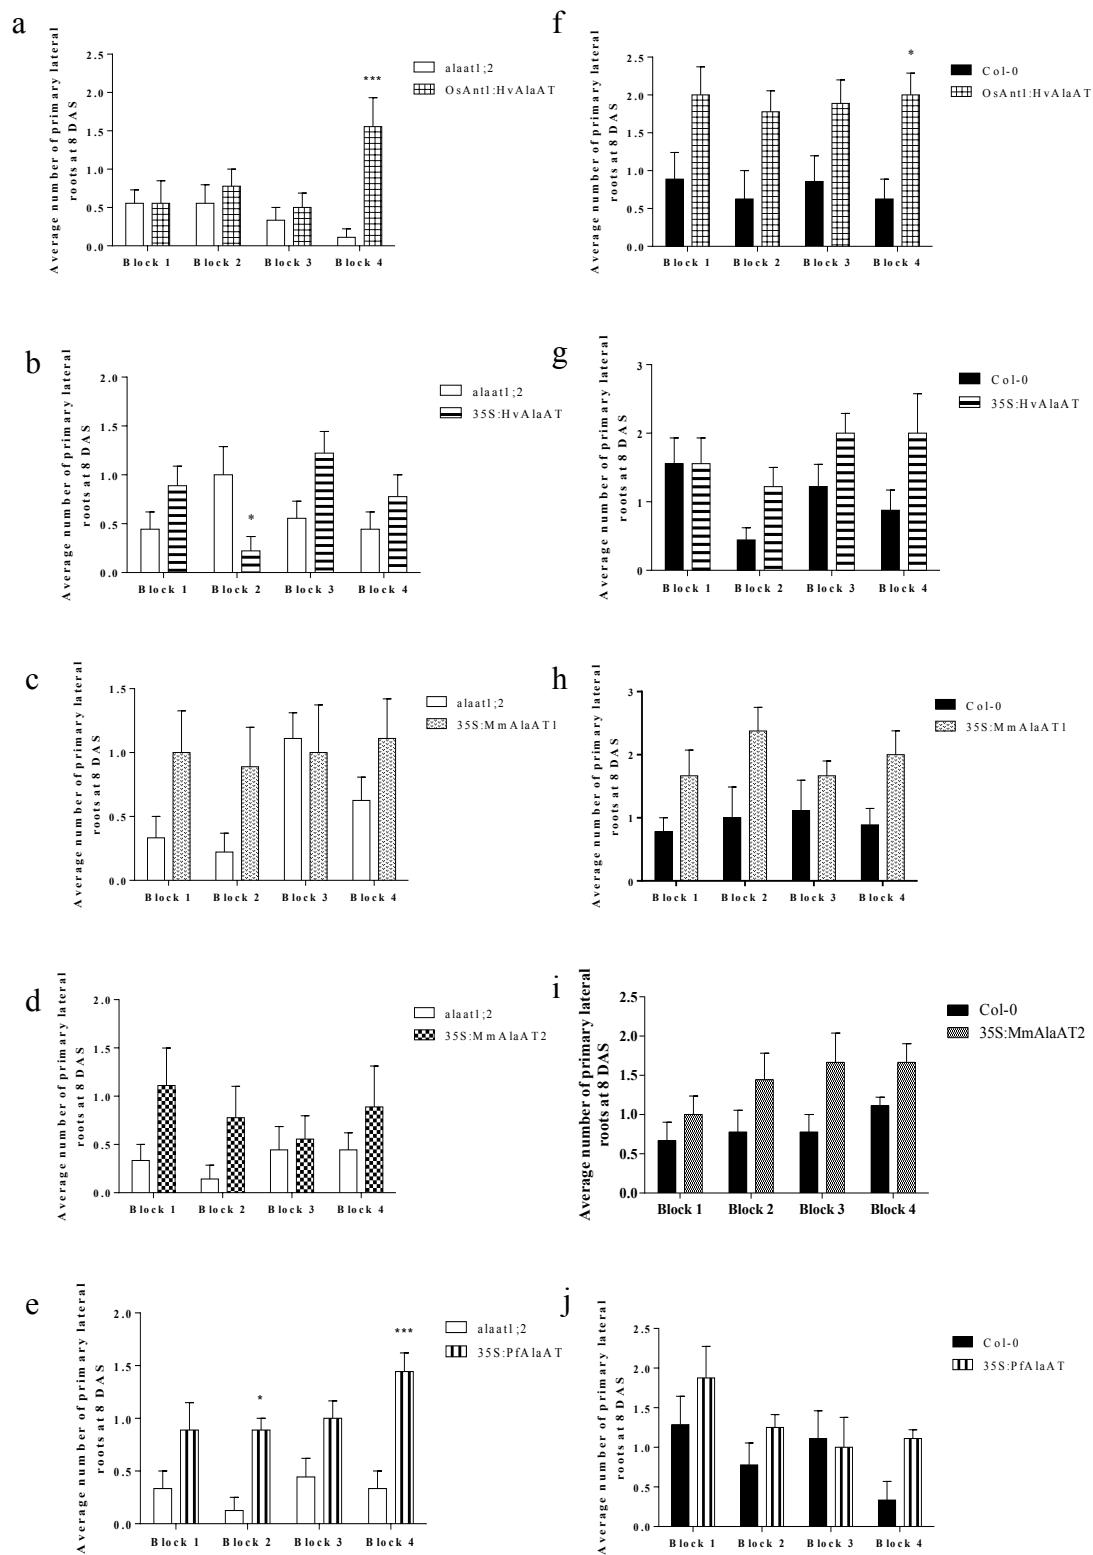 a
Average number of primary lateral
roots at 8 DAS
2.5
2.0
1.5
1.0
0.5
0.0
***
Block 1
Block 2
Block 3
Block 4
alaat1;2
OsAnt1:HvAlaAT
f
Average number of primary lateral
roots at 8 DAS
2.5
2.0
1.5
1.0
0.5
0.0
*
Block 1
Block 2
Block 3
Block 4
Col-0
OsAnt1:HvAlaAT
b
Average number of primary lateral
roots at 8 DAS
2.0
1.5
1.0
0.5
0.0
*
Block 1
Block 2
Block 3
Block 4
alaat1;2
35S:HvAlaAT
g
Average number of primary lateral
roots at 8 DAS
3
2
1
0
Block 1
Block 2
Block 3
Block 4
Col-0
35S:HvAlaAT
c
Average number of primary lateral
roots at 8 DAS
1.5
1.0
0.5
0.0
Block 1
Block 2
Block 3
Block 4
alaat1;2
35S:MmAlaAT1
h
Average number of primary lateral
roots at 8 DAS
3
2
1
0
Block 1
Block 2
Block 3
Block 4
Col-0
35S:MmAlaAT1
d
Average number of primary lateral
roots at 8 DAS
2.0
1.5
1.0
0.5
0.0
Block 1
Block 2
Block 3
Block 4
alaat1;2
35S:MmAlaAT2
i
Average number of primary lateral
roots at 8 DAS
2.5
2.0
1.5
1.0
0.5
0.0
Block 1
Block 2
Block 3
Block 4
Col-0
35S:MmAlaAT2
e
Average number of primary lateral
roots at 8 DAS
2.0
1.5
1.0
0.5
0.0
*
***
Block 1
Block 2
Block 3
Block 4
alaat1;2
35S:PfAlaAT
j
Average number of primary lateral
roots at 8 DAS
2.5
2.0
1.5
1.0
0.5
0.0
Block 1
Block 2
Block 3
Block 4
Col-0
35S:PfAlaAT